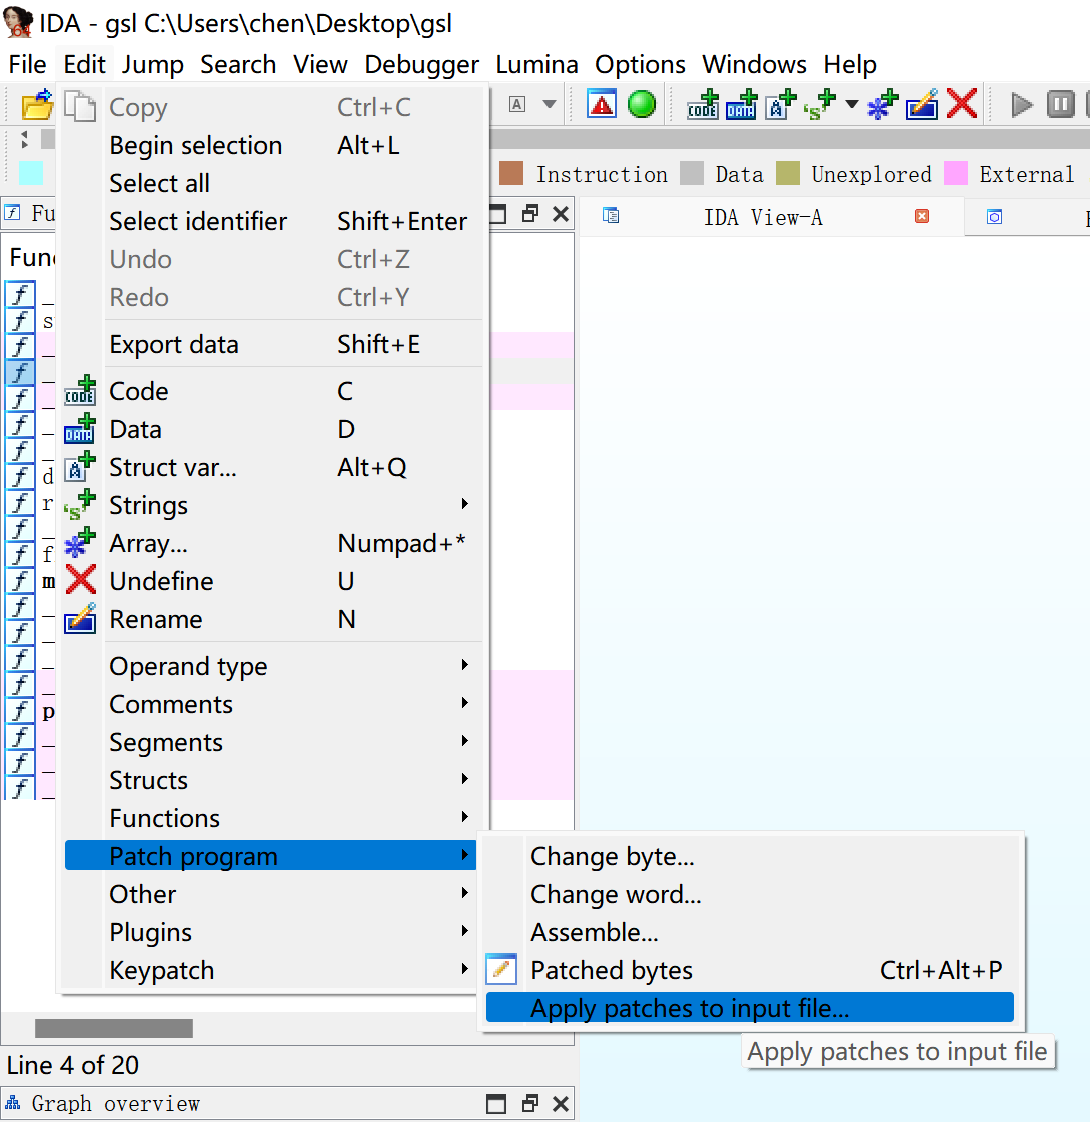 IDA - gsl C:\Users\chen\Desktop\gsl
File Edit Jump Search View Debugger Lumina Options Windows Help
Instruction Data Unexplored External
IDA View-A
Copy Ctrl+C
Begin selection Alt+L
Select all
Select identifier Shift+Enter
Undo Ctrl+Z
Redo Ctrl+Y
Export data Shift+E
Code C
Data D
Struct var... Alt+Q
Strings
Array... Numpad+*
Undefine U
Rename N
Operand type
Comments
Segments
Structs
Functions
Patch program
Other
Plugins
Keypatch
Change byte...
Change word...
Assemble...
Patched bytes Ctrl+Alt+P
Apply patches to input file...
Apply patches to input file
Line 4 of 20
Graph overview